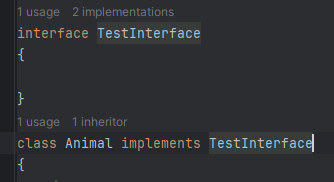 1 usage   2 implementations
interface TestInterface
{
}
1 usage   1 inheritor
class Animal implements TestInterface
{